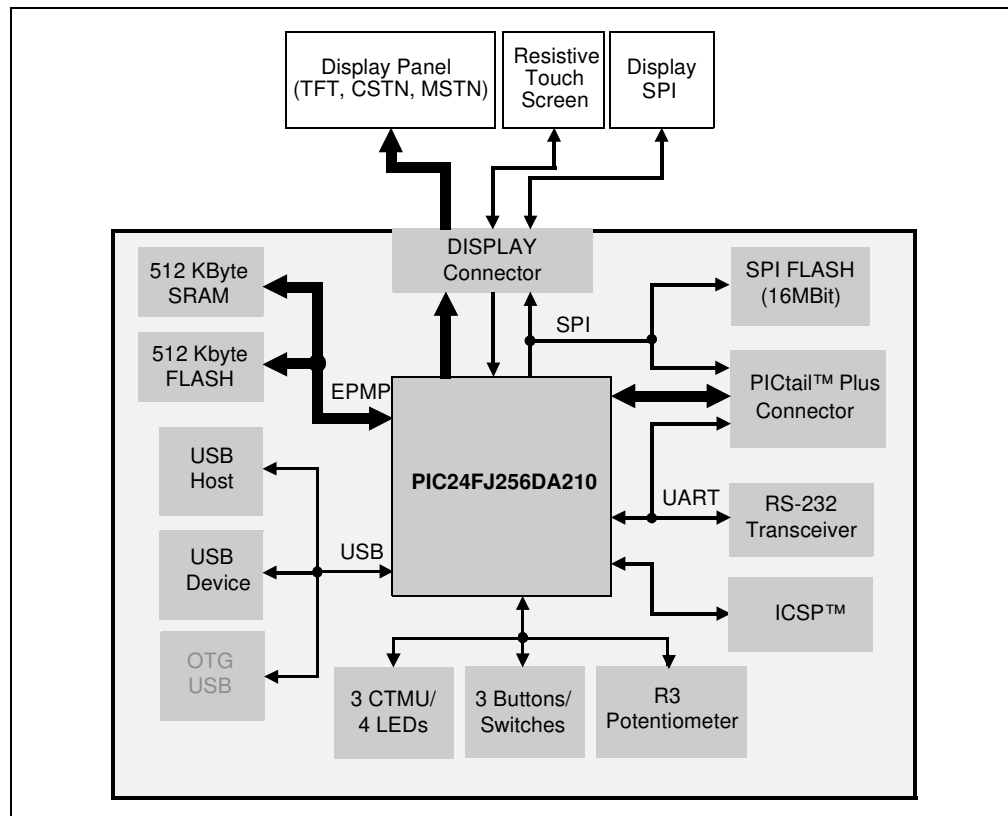 Display Panel
(TFT, CSTN, MSTN)
Resistive
Touch
Screen
Display
SPI
DISPLAY
Connector
512 KByte
SRAM
512 Kbyte
FLASH
EPMP
SPI
SPI FLASH
(16MBit)
PICtail™ Plus
Connector
PIC24FJ256DA210
USB
Host
USB
Device
OTG
USB
USB
UART
RS-232
Transceiver
ICSP™
3 CTMU/
4 LEDs
3 Buttons/
Switches
R3
Potentiometer